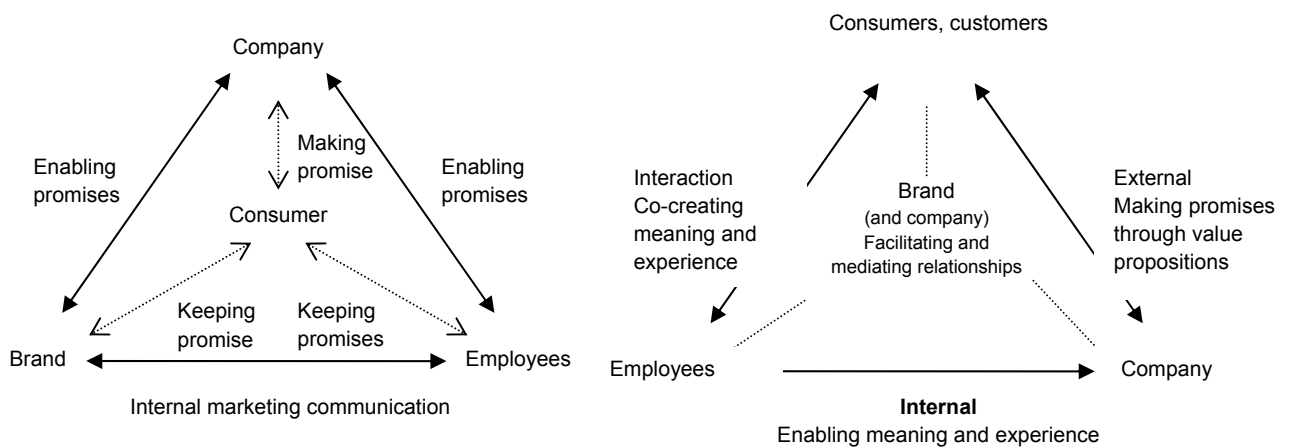 Company
Making
promise
Enabling
promises
Enabling
promises
Consumer
Keeping
promise
Keeping
promises
Brand
Employees
Internal marketing communication
Consumers, customers
Interaction
Co-creating
meaning and
experience
Brand
(and company)
Facilitating and
mediating relationships
External
Making promises
through value
propositions
Employees
Company
Internal
Enabling meaning and experience